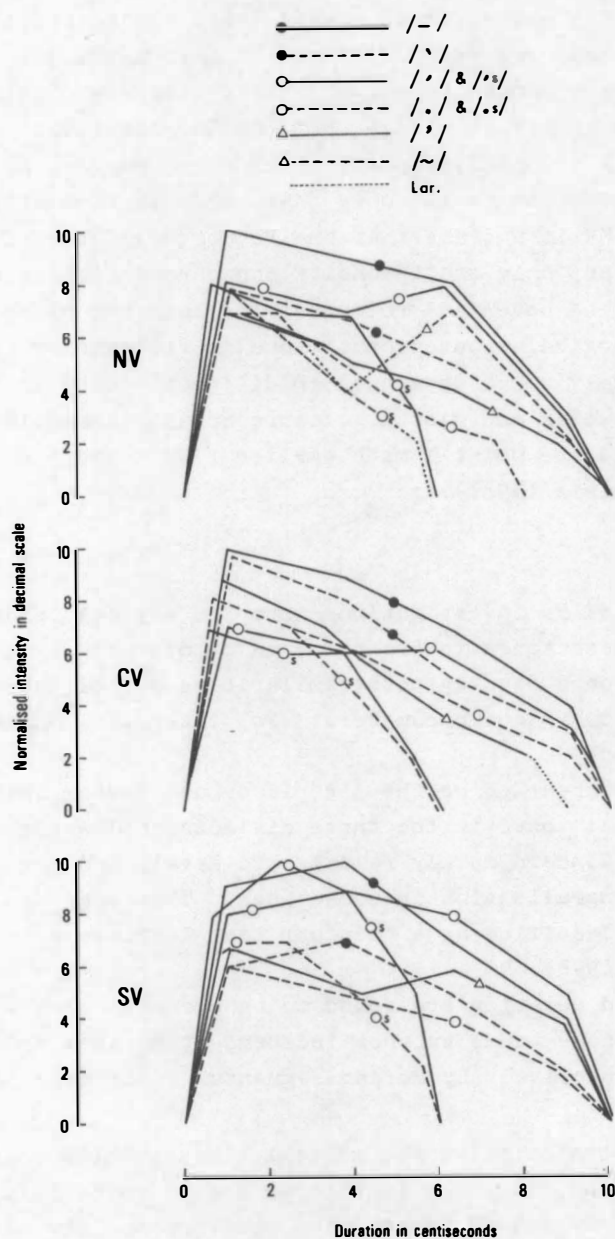 /–/
/ˋ/
/ʼ/ & /ʼs/
/./ & /.s/
/ʾ/
/~/
Lar.
10
8
6
4
2
0
NV
10
8
6
4
2
0
CV
s
s
10
8
6
4
2
0
SV
s
s
0 2 4 6 8 10
Normalised intensity in decimal scale
Duration in centiseconds